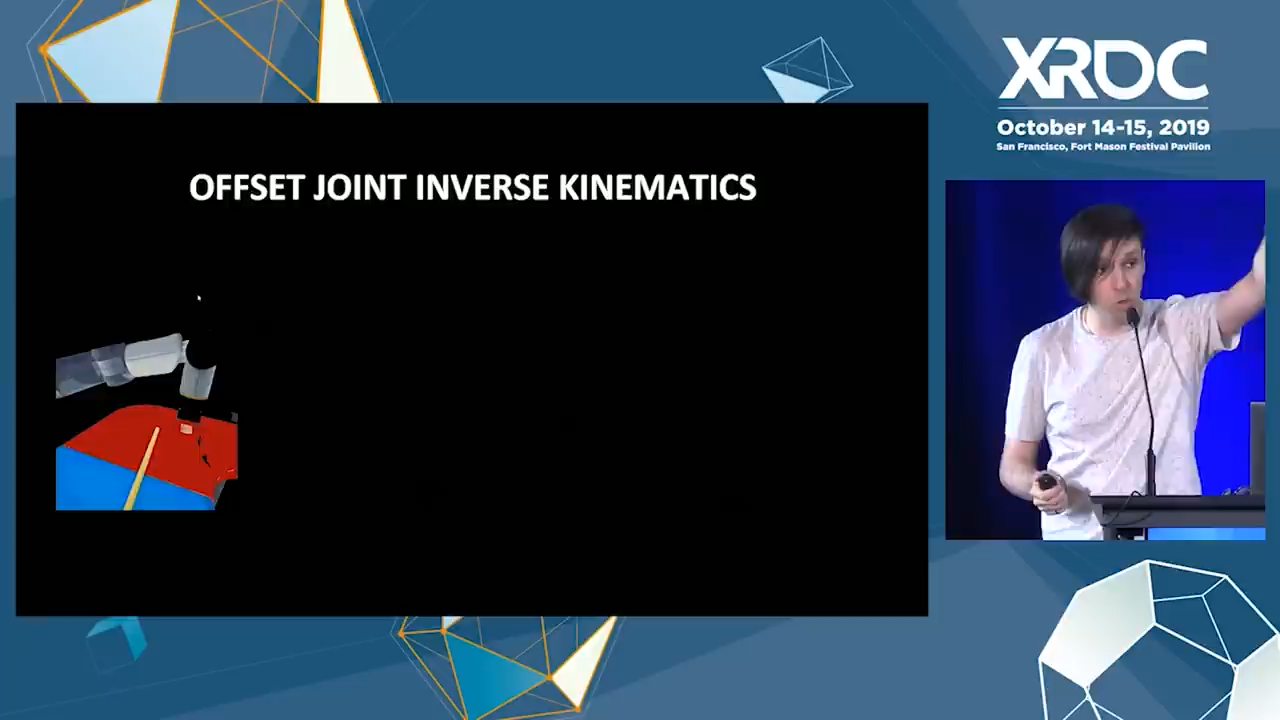 XRDC
October 14-15, 2019
San Francisco, Fort Mason Festival Pavilion
OFFSET JOINT INVERSE KINEMATICS